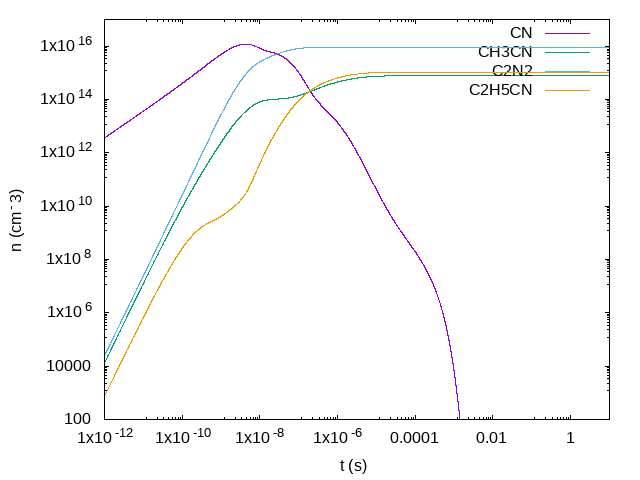 CN
CH3CN
C2N2
C2H5CN
1x10^16
1x10^14
1x10^12
1x10^10
1x10^8
1x10^6
10000
100
n (cm^-3)
1x10^-12 1x10^-10 1x10^-8 1x10^-6 0.0001 0.01 1
t (s)